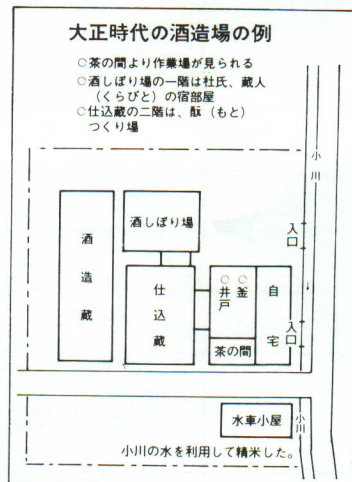 大正時代の酒造場の例
○茶の間より作業場が見られる
○酒しぼり場の一階は杜氏、蔵人
(くらびと)の宿部屋
○仕込蔵の二階は、酛(もと)
つくり場
小川
酒しぼり場
入口
酒造蔵
仕込蔵
○井戸
○釜
自宅
入口
茶の間
水車小屋
小川
小川の水を利用して精米した。